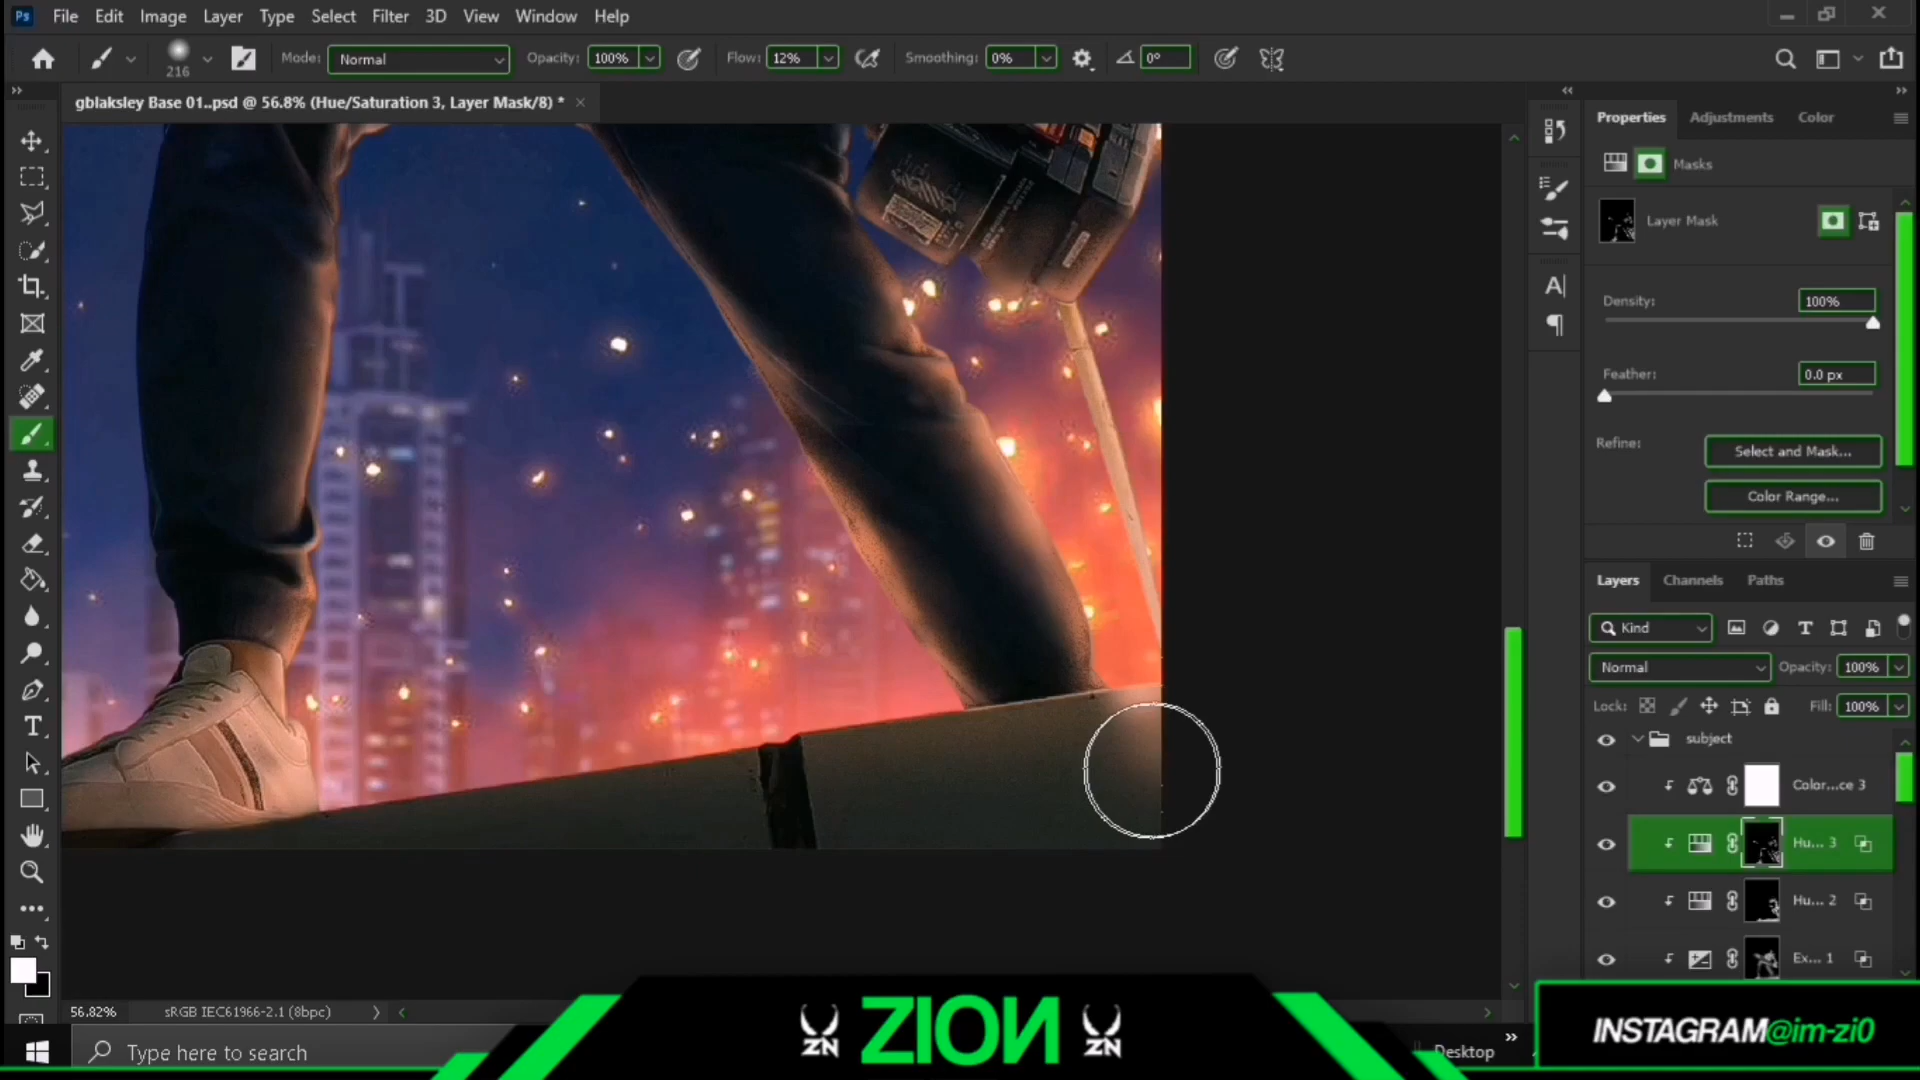 Ps File Edit Image Layer Type Select Filter 3D View Window Help
216 Mode: Normal Opacity: 100% Flow: 12% Smoothing: 0% 0°
gblaksley Base 01..psd @ 56.8% (Hue/Saturation 3, Layer Mask/8) * ×
Properties Adjustments Color
Masks
Layer Mask
Density: 100%
Feather: 0.0 px
Refine: Select and Mask...
Color Range...
Layers Channels Paths
Kind
Normal Opacity: 100%
Lock: Fill: 100%
subject
Color...ce 3
Hu... 3
Hu... 2
Ex... 1
56.82% sRGB IEC61966-2.1 (8bpc)
Type here to search
ZN ZION ZN
Desktop
INSTAGRAM@im-zi0